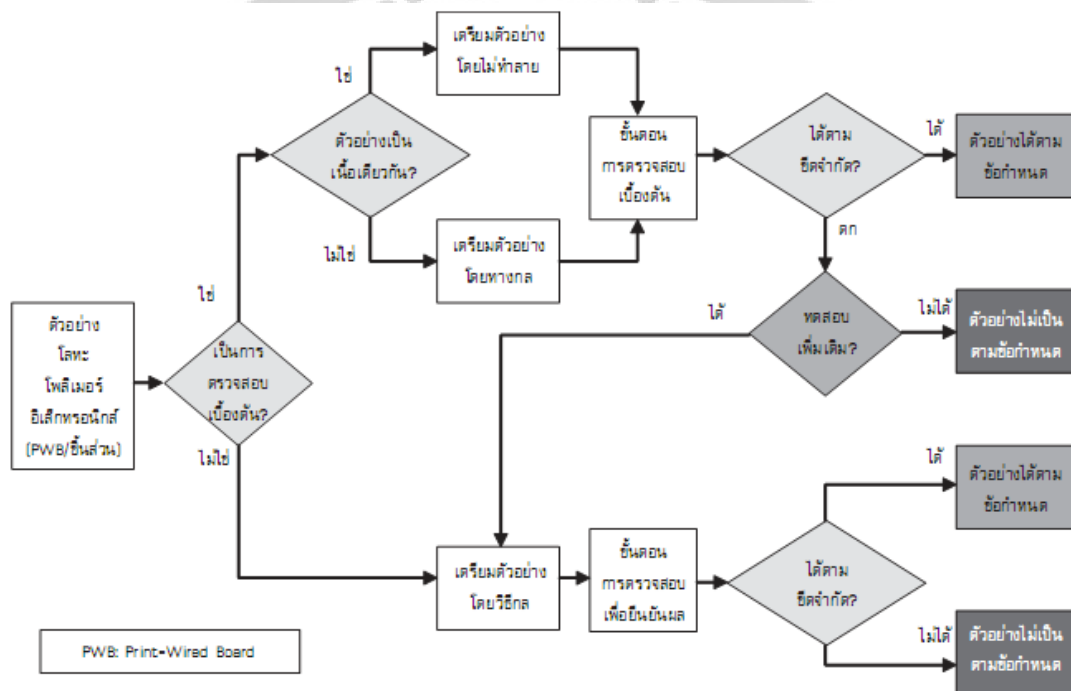 ตัวอย่าง
โลหะ
โพลิเมอร์
อิเล็กทรอนิกส์
(PWB/ชิ้นส่วน)
เป็นการ
ตรวจสอบ
เบื้องต้น?
ใช่
ไม่ใช่
ตัวอย่างเป็น
เนื้อเดียวกัน?
ใช่
ไม่ใช่
เตรียมตัวอย่าง
โดยไม่ทำลาย
เตรียมตัวอย่าง
โดยทางกล
ขั้นตอน
การตรวจสอบ
เบื้องต้น
ได้ตาม
ขีดจำกัด?
ได้
ตัวอย่างได้ตาม
ข้อกำหนด
ตก
ทดสอบ
เพิ่มเติม?
ได้
ไม่ได้
ตัวอย่างไม่เป็น
ตามข้อกำหนด
เตรียมตัวอย่าง
โดยวิธีกล
ขั้นตอน
การตรวจสอบ
เพื่อยืนยันผล
ได้ตาม
ขีดจำกัด?
ได้
ตัวอย่างได้ตาม
ข้อกำหนด
ไม่ได้
ตัวอย่างไม่เป็น
ตามข้อกำหนด
PWB: Print-Wired Board